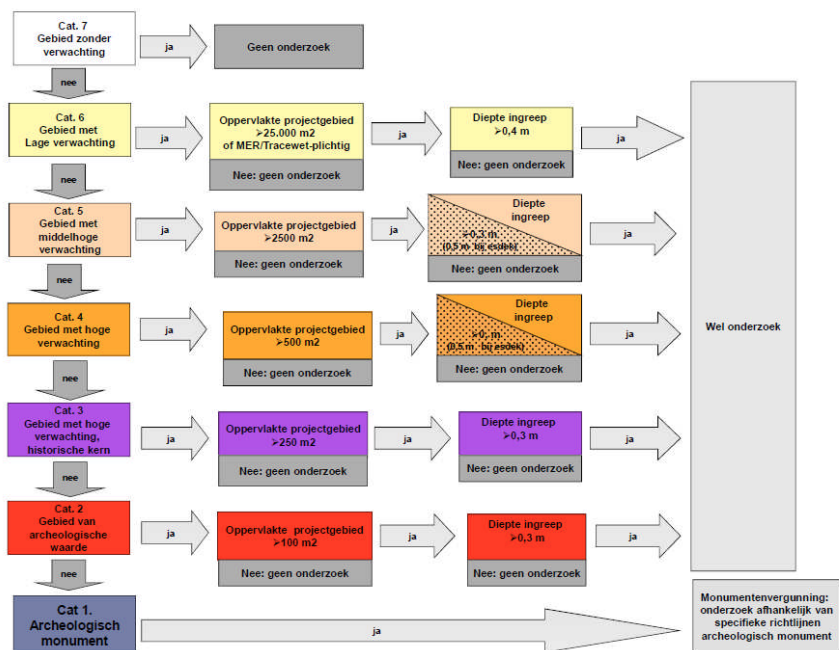 Cat. 7
Gebied zonder
verwachting
ja
Geen onderzoek
nee
Cat. 6
Gebied met
Lage verwachting
ja
Oppervlakte projectgebied
➢25.000 m2
of MER/Tracewet-plichtig
Nee: geen onderzoek
ja
Diepte ingreep
➢0,4 m
Nee: geen onderzoek
ja
nee
Cat. 5
Gebied met
middelhoge
verwachting
ja
Oppervlakte projectgebied
➢2500 m2
Nee: geen onderzoek
ja
Diepte
ingreep
➢0,3 m
(0,5 m bij esdek)
Nee: geen onderzoek
ja
nee
Cat. 4
Gebied met hoge
verwachting
ja
Oppervlakte projectgebied
➢500 m2
Nee: geen onderzoek
ja
Diepte
ingreep
m
(0,5 m bij esdek)
Nee: geen onderzoek
ja
Wel onderzoek
nee
Cat. 3
Gebied met hoge
verwachting,
historische kern
ja
Oppervlakte projectgebied
➢250 m2
Nee: geen onderzoek
ja
Diepte ingreep
➢0,3 m
Nee: geen onderzoek
ja
nee
Cat. 2
Gebied van
archeologische
waarde
ja
Oppervlakte projectgebied
➢100 m2
Nee: geen onderzoek
ja
Diepte ingreep
➢0,3 m
Nee: geen onderzoek
ja
nee
Cat 1.
Archeologisch
monument
ja
Monumentenvergunning:
onderzoek afhankelijk van
specifieke richtlijnen
archeologisch monument